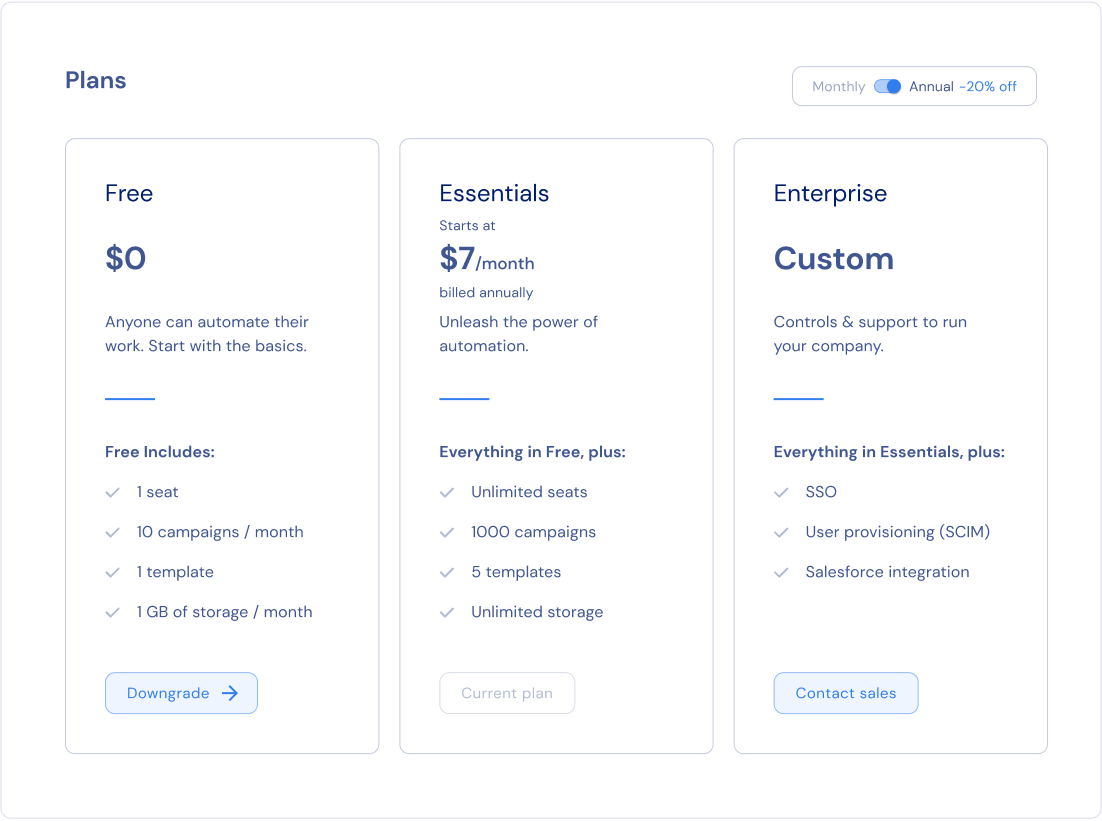 Plans
Monthly Annual -20% off
Free
$0
Anyone can automate their
work. Start with the basics.
Free Includes:
1 seat
10 campaigns / month
1 template
1 GB of storage / month
Downgrade
Essentials
Starts at
$7/month
billed annually
Unleash the power of
automation.
Everything in Free, plus:
Unlimited seats
1000 campaigns
5 templates
Unlimited storage
Current plan
Enterprise
Custom
Controls & support to run
your company.
Everything in Essentials, plus:
SSO
User provisioning (SCIM)
Salesforce integration
Contact sales